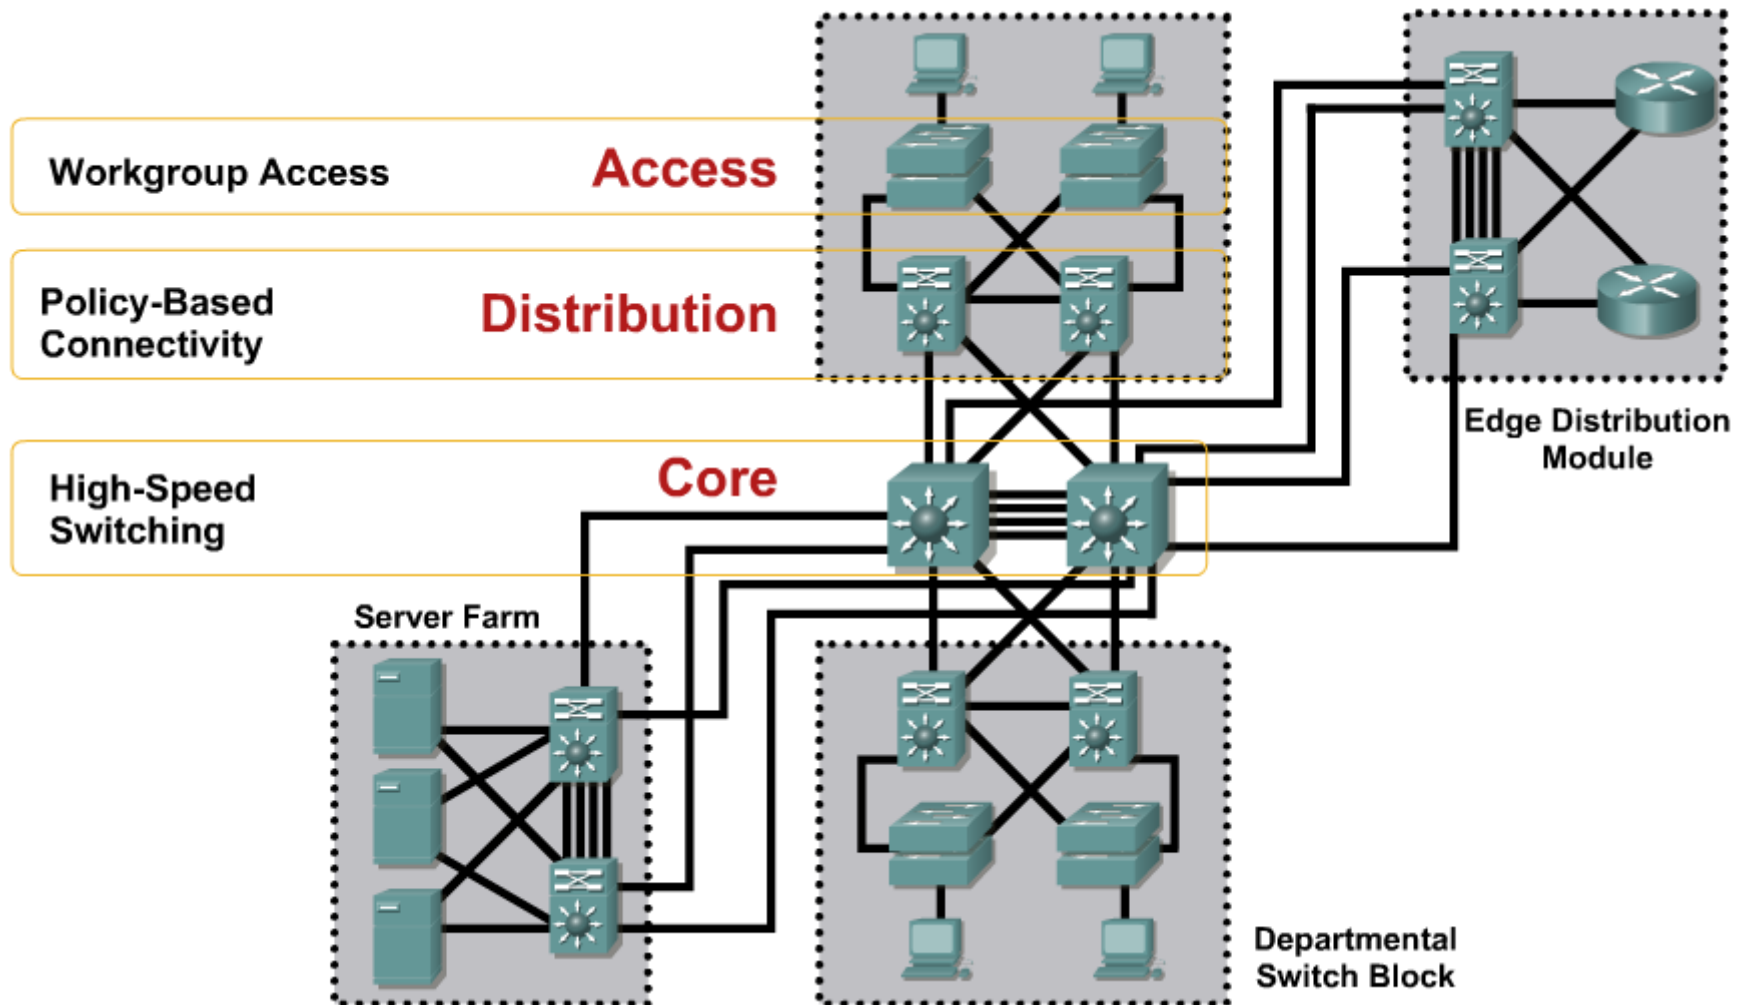 Workgroup Access
Access
Policy-Based
Connectivity
Distribution
Edge Distribution
Module
High-Speed
Switching
Core
Server Farm
Departmental
Switch Block